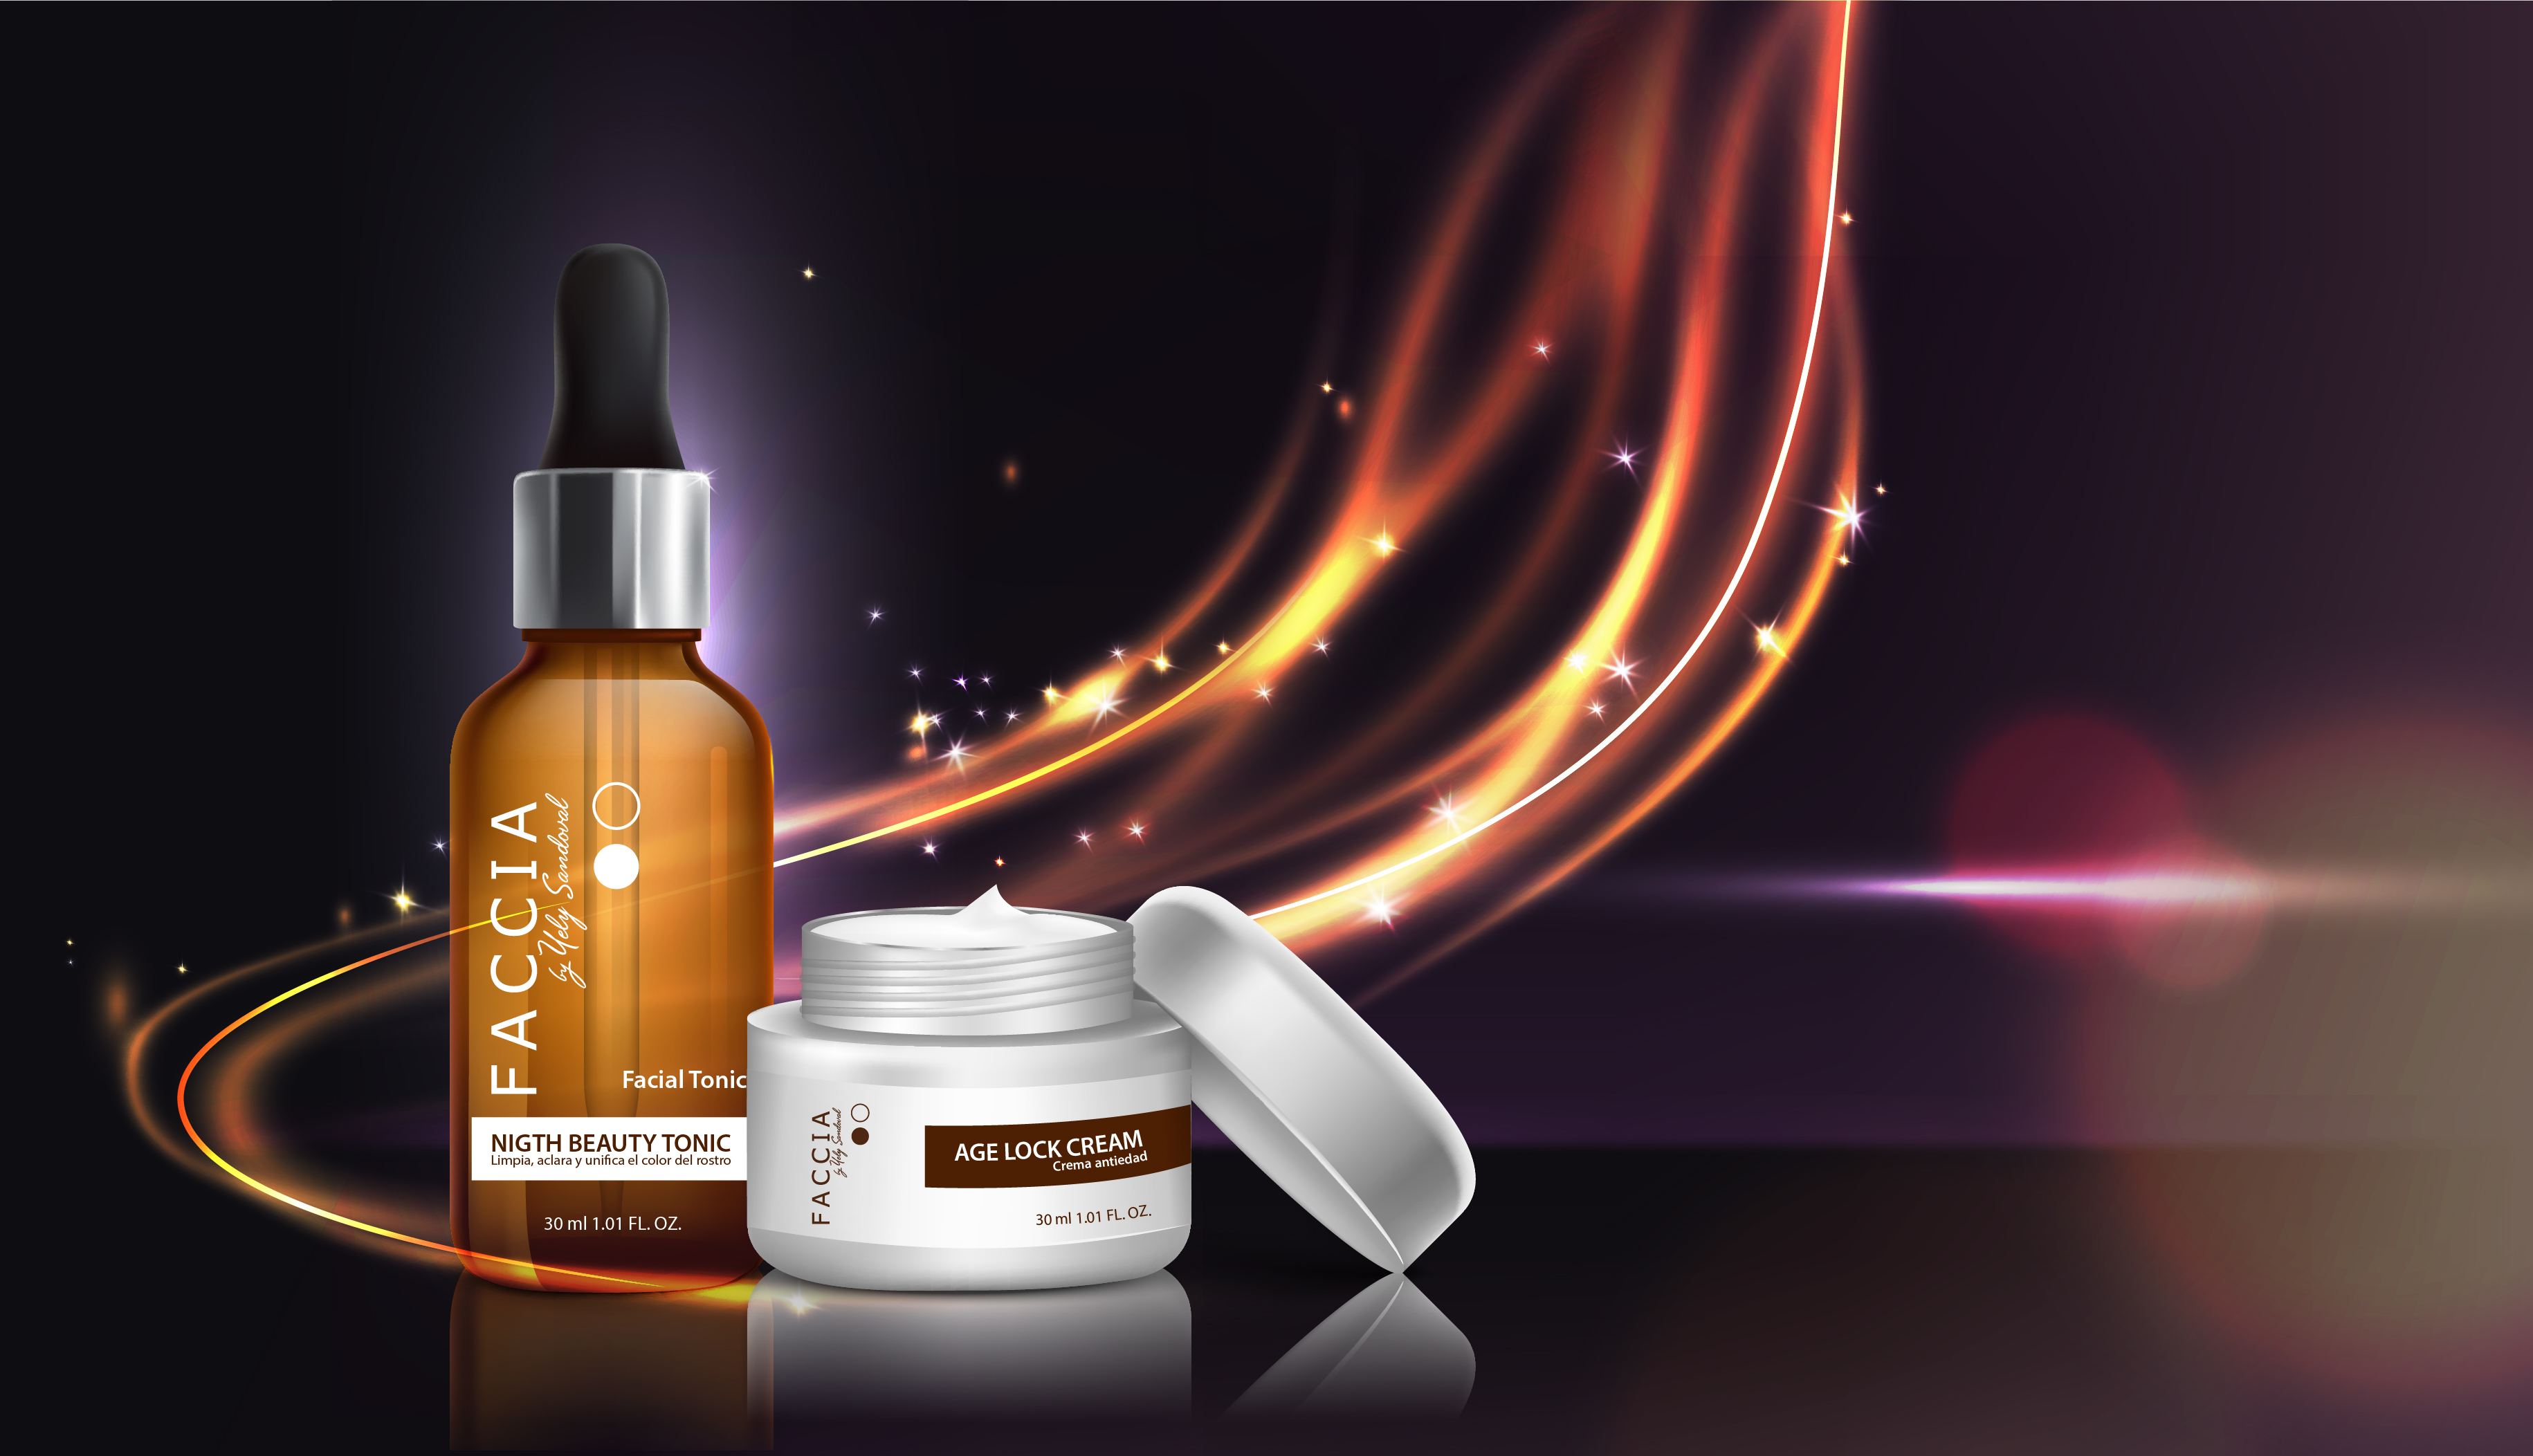 FACCIA
by Yely Sandoval
Facial Tonic
NIGTH BEAUTY TONIC
Limpia, aclara y unifica el color del rostro
30 ml 1.01 FL. OZ.
FACCIA
by Yely Sandoval
AGE LOCK CREAM
Crema antiedad
30 ml 1.01 FL. OZ.